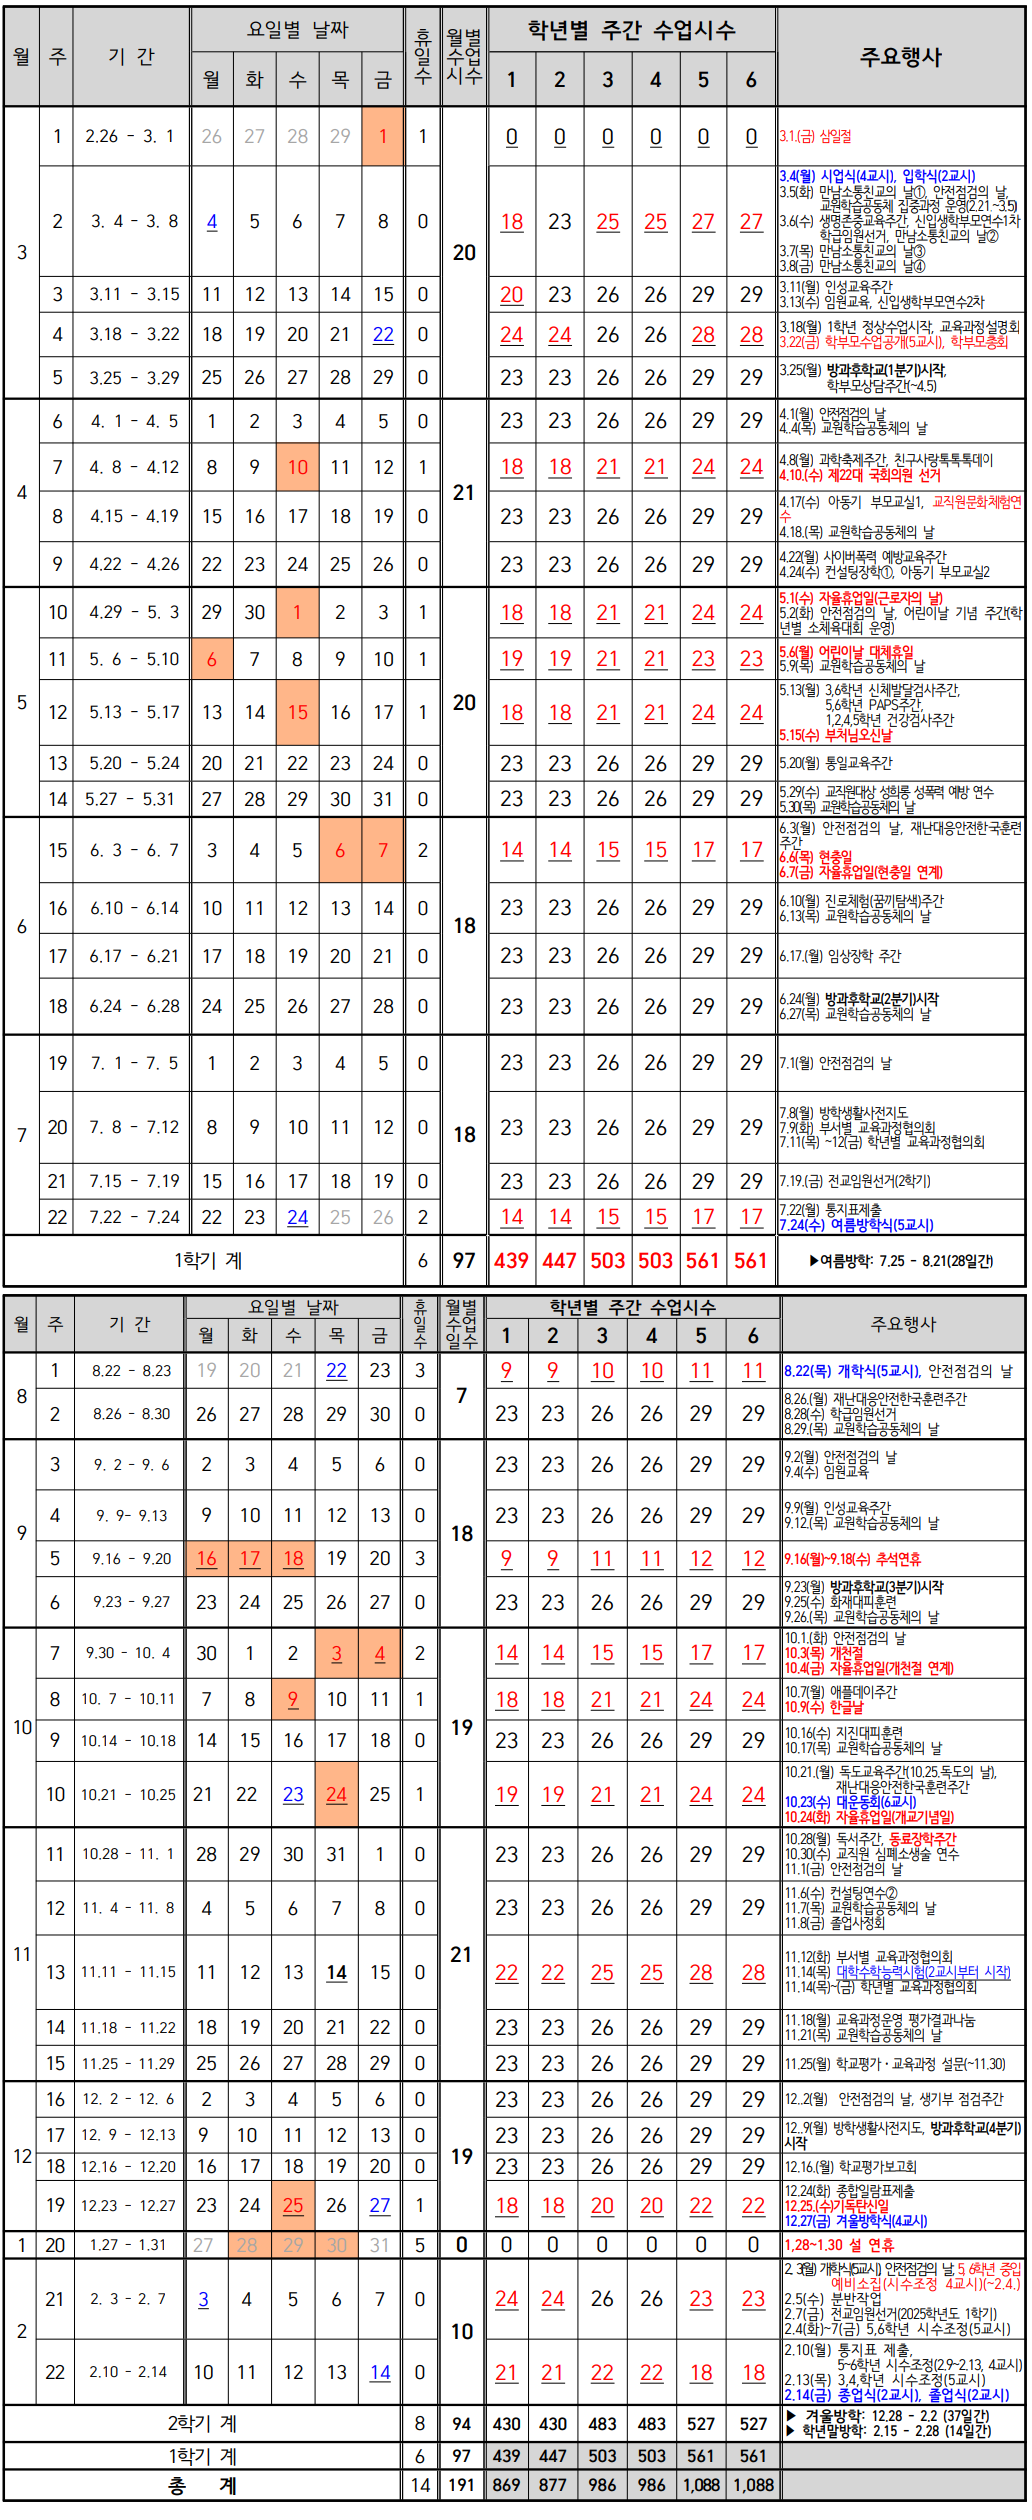 월 주 기 간 요일별 날짜 휴일수 월별수업시수 학년별 주간 수업시수 주요행사
월 화 수 목 금 1 2 3 4 5 6
3 1 2.26 - 3. 1 26 27 28 29 1 1 20 0 0 0 0 0 0 3.1.(금) 삼일절
2 3. 4 - 3. 8 4 5 6 7 8 0 18 23 25 25 27 27 3.4(월) 시업식(4교시), 입학식(2교시)
3.5(화) 만남소통친교의 날①, 안전점검의 날,
교원학습공동체 집중과정 운영(2.21.~3.5)
3.6(수) 생명존중교육주간, 신입생학부모연수1차
학급임원선거, 만남소통친교의 날②
3.7(목) 만남소통친교의 날③
3.8(금) 만남소통친교의 날④
3 3.11 - 3.15 11 12 13 14 15 0 20 23 26 26 29 29 3.11(월) 인성교육주간
3.13(수) 임원교육, 신입생학부모연수2차
4 3.18 - 3.22 18 19 20 21 22 0 24 24 26 26 28 28 3.18(월) 1학년 정상수업시작, 교육과정설명회
3.22(금) 학부모수업공개(5교시), 학부모총회
5 3.25 - 3.29 25 26 27 28 29 0 23 23 26 26 29 29 3.25(월) 방과후학교(1분기)시작,
학부모상담주간(~4.5)
4 6 4. 1 - 4. 5 1 2 3 4 5 0 21 23 23 26 26 29 29 4.1(월) 안전점검의 날
4..4(목) 교원학습공동체의 날
7 4. 8 - 4.12 8 9 10 11 12 1 18 18 21 21 24 24 4.8(월) 과학축제주간, 친구사랑톡톡톡데이
4.10.(수) 제22대 국회의원 선거
8 4.15 - 4.19 15 16 17 18 19 0 23 23 26 26 29 29 4.17(수) 아동기 부모교실1, 교직원문화체험연
수
4.18.(목) 교원학습공동체의 날
9 4.22 - 4.26 22 23 24 25 26 0 23 23 26 26 29 29 4.22(월) 사이버폭력 예방교육주간
4.24(수) 컨설팅장학①, 아동기 부모교실2
5 10 4.29 - 5. 3 29 30 1 2 3 1 20 18 18 21 21 24 24 5.1(수) 자율휴업일(근로자의 날)
5.2(화) 안전점검의 날, 어린이날 기념 주간(학
년별 소체육대회 운영)
11 5. 6 - 5.10 6 7 8 9 10 1 19 19 21 21 23 23 5.6(월) 어린이날 대체휴일
5.9(목) 교원학습공동체의 날
12 5.13 - 5.17 13 14 15 16 17 1 18 18 21 21 24 24 5.13(월) 3,6학년 신체발달검사주간,
5,6학년 PAPS주간,
1,2,4,5학년 건강검사주간
5.15(수) 부처님오신날
13 5.20 - 5.24 20 21 22 23 24 0 23 23 26 26 29 29 5.20(월) 통일교육주간
14 5.27 - 5.31 27 28 29 30 31 0 23 23 26 26 29 29 5.29(수) 교직원대상 성희롱 성폭력 예방 연수
5.30(목) 교원학습공동체의 날
6 15 6. 3 - 6. 7 3 4 5 6 7 2 18 14 14 15 15 17 17 6.3(월) 안전점검의 날, 재난대응안전한국훈련
주간
6.6(목) 현충일
6.7(금) 자율휴업일(현충일 연계)
16 6.10 - 6.14 10 11 12 13 14 0 23 23 26 26 29 29 6.10(월) 진로체험(꿈끼탐색)주간
6.13(목) 교원학습공동체의 날
17 6.17 - 6.21 17 18 19 20 21 0 23 23 26 26 29 29 6.17.(월) 임상장학 주간
18 6.24 - 6.28 24 25 26 27 28 0 23 23 26 26 29 29 6.24(월) 방과후학교(2분기)시작
6.27(목) 교원학습공동체의 날
7 19 7. 1 - 7. 5 1 2 3 4 5 0 18 23 23 26 26 29 29 7.1(월) 안전점검의 날
20 7. 8 - 7.12 8 9 10 11 12 0 23 23 26 26 29 29 7.8(월) 방학생활사전지도
7.9(화) 부서별 교육과정협의회
7.11(목) ~12(금) 학년별 교육과정협의회
21 7.15 - 7.19 15 16 17 18 19 0 23 23 26 26 29 29 7.19.(금) 전교임원선거(2학기)
22 7.22 - 7.24 22 23 24 25 26 2 14 14 15 15 17 17 7.22(월) 통지표제출
7.24(수) 여름방학식(5교시)
1학기 계 6 97 439 447 503 503 561 561 ▶여름방학: 7.25 - 8.21(28일간)
월 주 기 간 요일별 날짜 휴일수 월별수업일수 학년별 주간 수업시수 주요행사
월 화 수 목 금 1 2 3 4 5 6
8 1 8.22 - 8.23 19 20 21 22 23 3 7 9 9 10 10 11 11 8.22(목) 개학식(5교시), 안전점검의 날
2 8.26 - 8.30 26 27 28 29 30 0 23 23 26 26 29 29 8.26.(월) 재난대응안전한국훈련주간
8.28(수) 학급임원선거
8.29.(목) 교원학습공동체의 날
9 3 9. 2 - 9. 6 2 3 4 5 6 0 18 23 23 26 26 29 29 9.2(월) 안전점검의 날
9.4(수) 임원교육
4 9. 9- 9.13 9 10 11 12 13 0 23 23 26 26 29 29 9.9(월) 인성교육주간
9.12.(목) 교원학습공동체의 날
5 9.16 - 9.20 16 17 18 19 20 3 9 9 11 11 12 12 9.16(월)~9.18(수) 추석연휴
6 9.23 - 9.27 23 24 25 26 27 0 23 23 26 26 29 29 9.23(월) 방과후학교(3분기)시작
9.25(수) 화재대피훈련
9.26.(목) 교원학습공동체의 날
10 7 9.30 - 10. 4 30 1 2 3 4 2 19 14 14 15 15 17 17 10.1.(화) 안전점검의 날
10.3(목) 개천절
10.4(금) 자율휴업일(개천절 연계)
8 10. 7 - 10.11 7 8 9 10 11 1 18 18 21 21 24 24 10.7(월) 애플데이주간
10.9(수) 한글날
9 10.14 - 10.18 14 15 16 17 18 0 23 23 26 26 29 29 10.16(수) 지진대피훈련
10.17(목) 교원학습공동체의 날
10 10.21 - 10.25 21 22 23 24 25 1 19 19 21 21 24 24 10.21.(월) 독도교육주간(10.25.독도의 날),
재난대응안전한국훈련주간
10.23(수) 대운동회(6교시)
10.24(화) 자율휴업일(개교기념일)
11 11 10.28 - 11. 1 28 29 30 31 1 0 21 23 23 26 26 29 29 10.28(월) 독서주간, 동료장학주간
10.30(수) 교직원 심폐소생술 연수
11.1(금) 안전점검의 날
12 11. 4 - 11. 8 4 5 6 7 8 0 23 23 26 26 29 29 11.6(수) 컨설팅연수②
11.7(목) 교원학습공동체의 날
11.8(금) 졸업사정회
13 11.11 - 11.15 11 12 13 14 15 0 22 22 25 25 28 28 11.12(화) 부서별 교육과정협의회
11.14(목) 대학수학능력시험(2교시부터 시작)
11.14(목)~(금) 학년별 교육과정협의회
14 11.18 - 11.22 18 19 20 21 22 0 23 23 26 26 29 29 11.18(월) 교육과정운영 평가결과나눔
11.21(목) 교원학습공동체의 날
15 11.25 - 11.29 25 26 27 28 29 0 23 23 26 26 29 29 11.25(월) 학교평가·교육과정 설문(~11.30)
12 16 12. 2 - 12. 6 2 3 4 5 6 0 19 23 23 26 26 29 29 12..2(월) 안전점검의 날, 생기부 점검주간
17 12. 9 - 12.13 9 10 11 12 13 0 23 23 26 26 29 29 12..9(월) 방학생활사전지도, 방과후학교(4분기)
시작
18 12.16 - 12.20 16 17 18 19 20 0 23 23 26 26 29 29 12.16.(월) 학교평가보고회
19 12.23 - 12.27 23 24 25 26 27 1 18 18 20 20 22 22 12.24(화) 종합일람표제출
12.25.(수)기독탄신일
12.27(금) 겨울방학식(4교시)
1 20 1.27 - 1.31 27 28 29 30 31 5 0 0 0 0 0 0 0 1.28~1.30 설 연휴
2 21 2. 3 - 2. 7 3 4 5 6 7 0 10 24 24 26 26 23 23 2. 3(월) 개학식(5교시), 안전점검의 날, 5, 6학년 중입
예비소집(시수조정 4교시)(~2.4.)
2.5(수) 분반작업
2.7(금) 전교임원선거(2025학년도 1학기)
2.4(화)~7(금) 5,6학년 시수조정(5교시)
22 2.10 - 2.14 10 11 12 13 14 0 21 21 22 22 18 18 2.10(월) 통지표 제출,
5~6학년 시수조정(2.9~2.13, 4교시)
2.13(목) 3,4,학년 시수조정(5교시)
2.14(금) 종업식(2교시), 졸업식(2교시)
2학기 계 8 94 430 430 483 483 527 527 ▶ 겨울방학: 12.28 - 2.2 (37일간)
▶ 학년말방학: 2.15 - 2.28 (14일간)
1학기 계 6 97 439 447 503 503 561 561
총 계 14 191 869 877 986 986 1,088 1,088